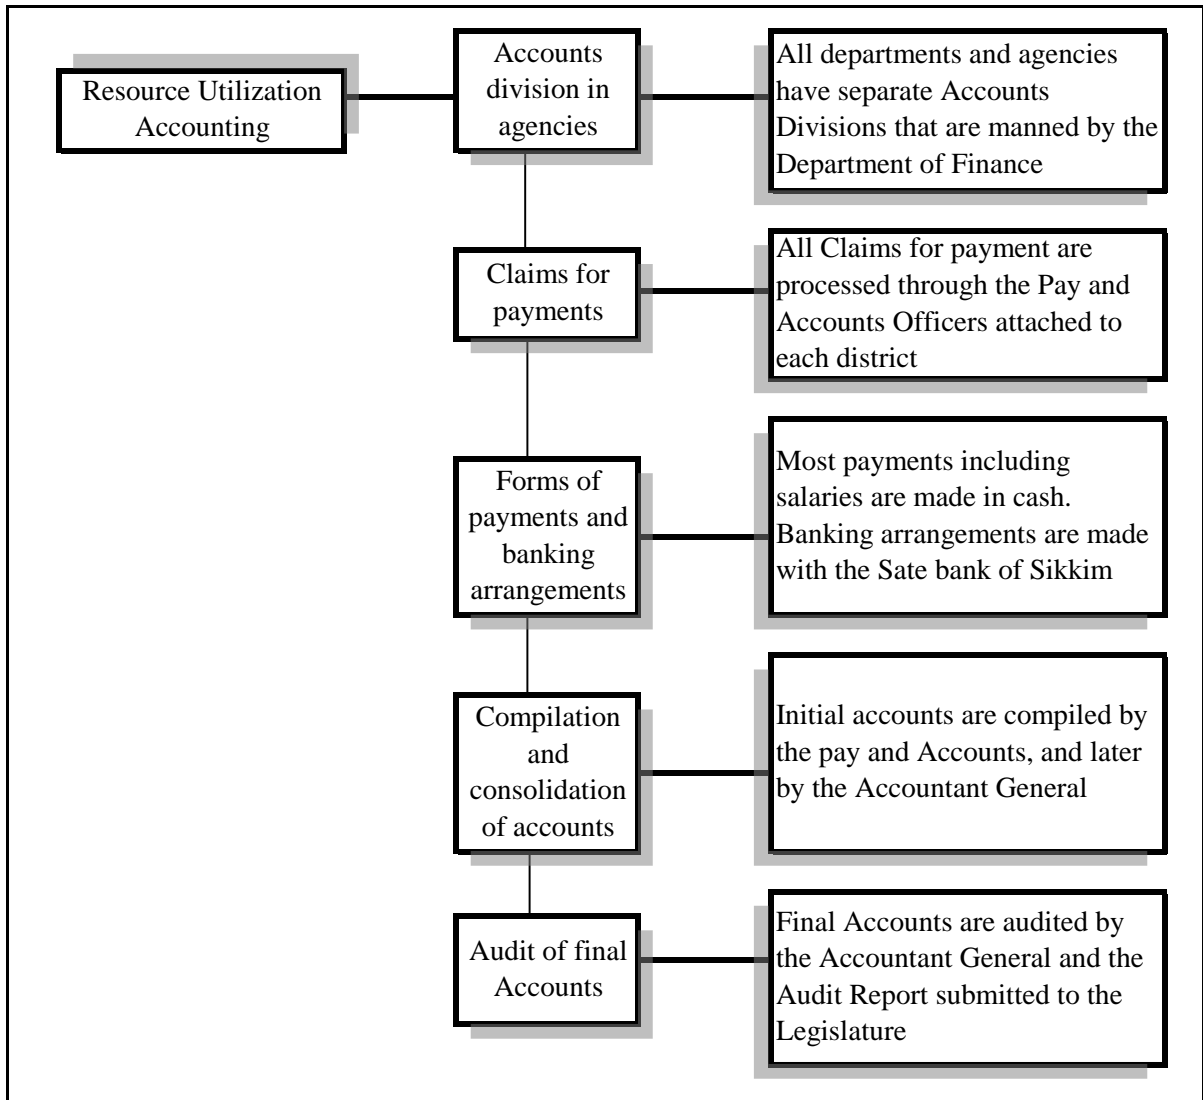 Resource Utilization
Accounting
Accounts
division in
agencies
All departments and agencies
have separate Accounts
Divisions that are manned by the
Department of Finance
Claims for
payments
All Claims for payment are
processed through the Pay and
Accounts Officers attached to
each district
Forms of
payments and
banking
arrangements
Most payments including
salaries are made in cash.
Banking arrangements are made
with the Sate bank of Sikkim
Compilation
and
consolidation
of accounts
Initial accounts are compiled by
the pay and Accounts, and later
by the Accountant General
Audit of final
Accounts
Final Accounts are audited by
the Accountant General and the
Audit Report submitted to the
Legislature